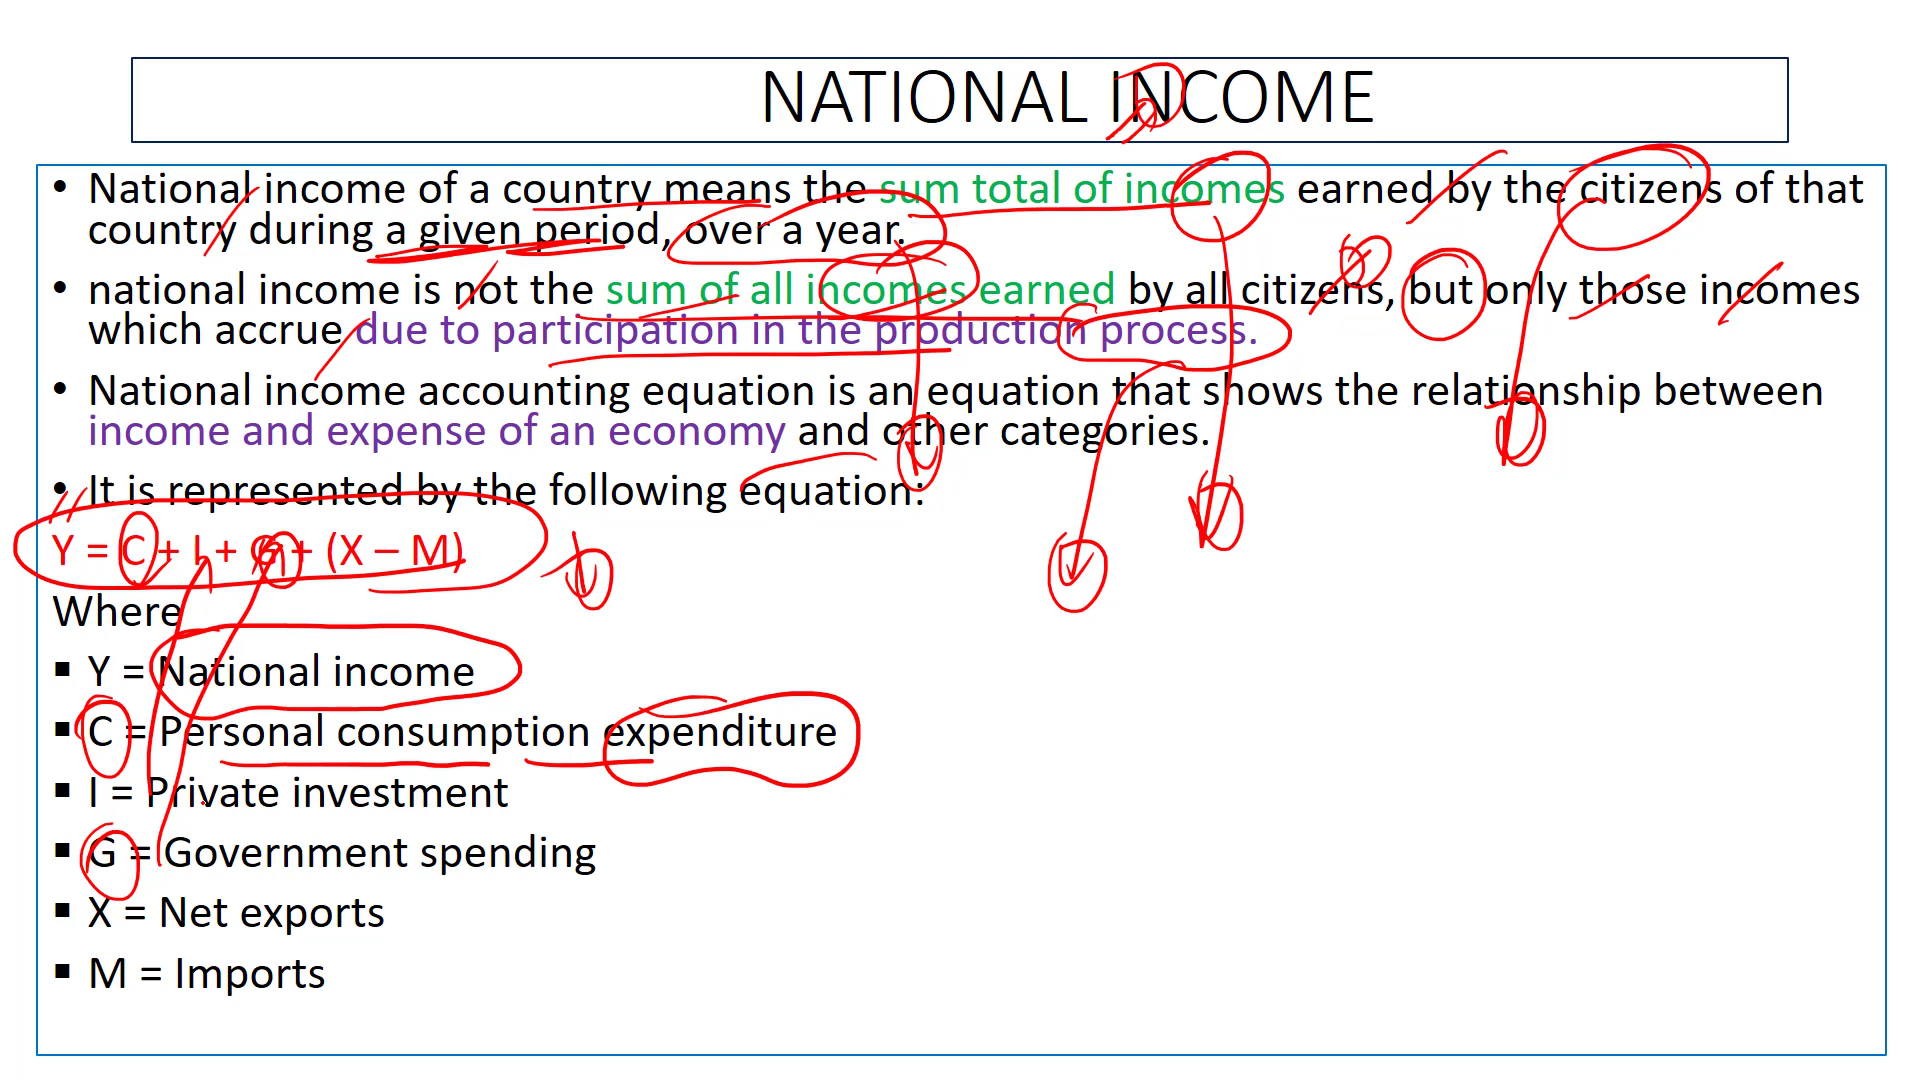 NATIONAL INCOME
• National income of a country means the sum total of incomes earned by the citizens of that
country during a given period, over a year.
• national income is not the sum of all incomes earned by all citizens, but only those incomes
which accrue due to participation in the production process.
• National income accounting equation is an equation that shows the relationship between
income and expense of an economy and other categories.
• It is represented by the following equation:
Y = C + I + G + (X – M)
Where
▪ Y = National income
▪ C = Personal consumption expenditure
▪ I = Private investment
▪ G = Government spending
▪ X = Net exports
▪ M = Imports